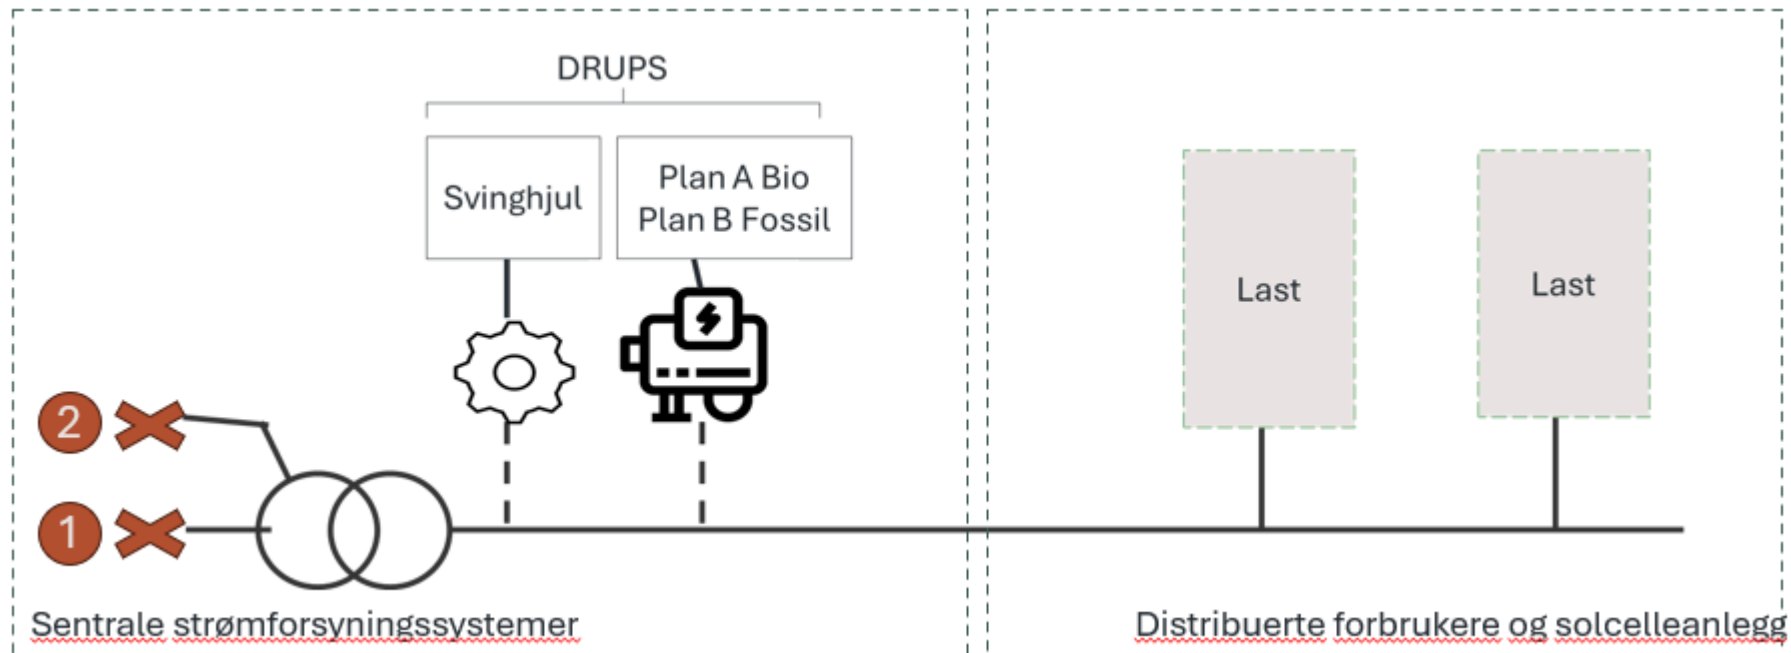 DRUPS
Svinghjul
Plan A Bio
Plan B Fossil
Last
Last
2
1
Sentrale strømforsyningssystemer
Distribuerte forbrukere og solcelleanlegg